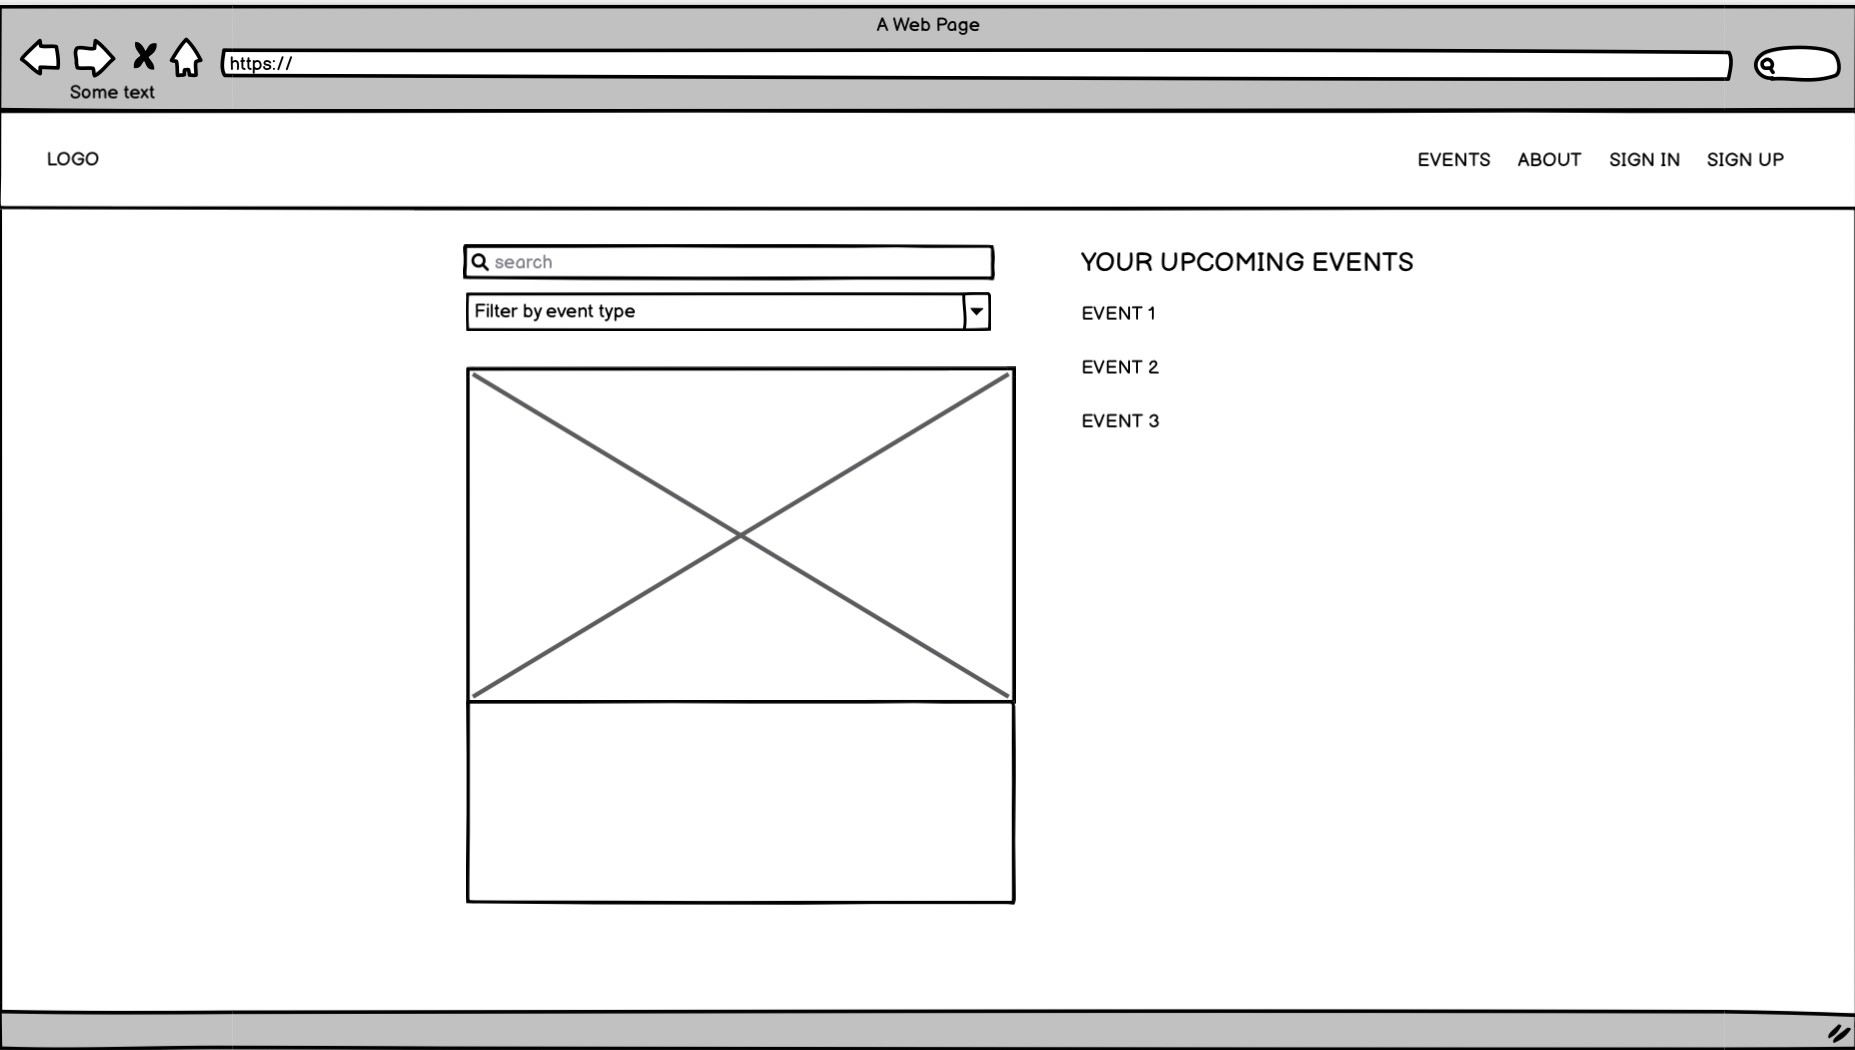 A Web Page
https://
Some text
LOGO
EVENTS ABOUT SIGN IN SIGN UP
search
Filter by event type
YOUR UPCOMING EVENTS
EVENT 1
EVENT 2
EVENT 3